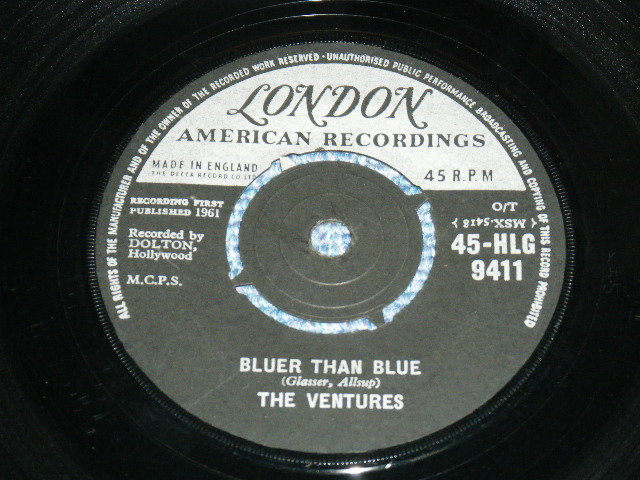 ALL RIGHTS OF THE MANUFACTURER AND OF THE OWNER OF THE RECORDED WORK RESERVED · UNAUTHORISED PUBLIC PERFORMANCE BROADCASTING AND COPYING OF THIS RECORD PROHIBITED
LONDON
AMERICAN RECORDINGS
MADE IN ENGLAND
THE DECCA RECORD CO LTD
45 R.P.M
RECORDING FIRST
PUBLISHED 1961
Recorded by
DOLTON,
Hollywood
M.C.P.S.
O/T
{ MSX.5418 }
45-HLG
9411
BLUER THAN BLUE
(Glasser, Allsup)
THE VENTURES